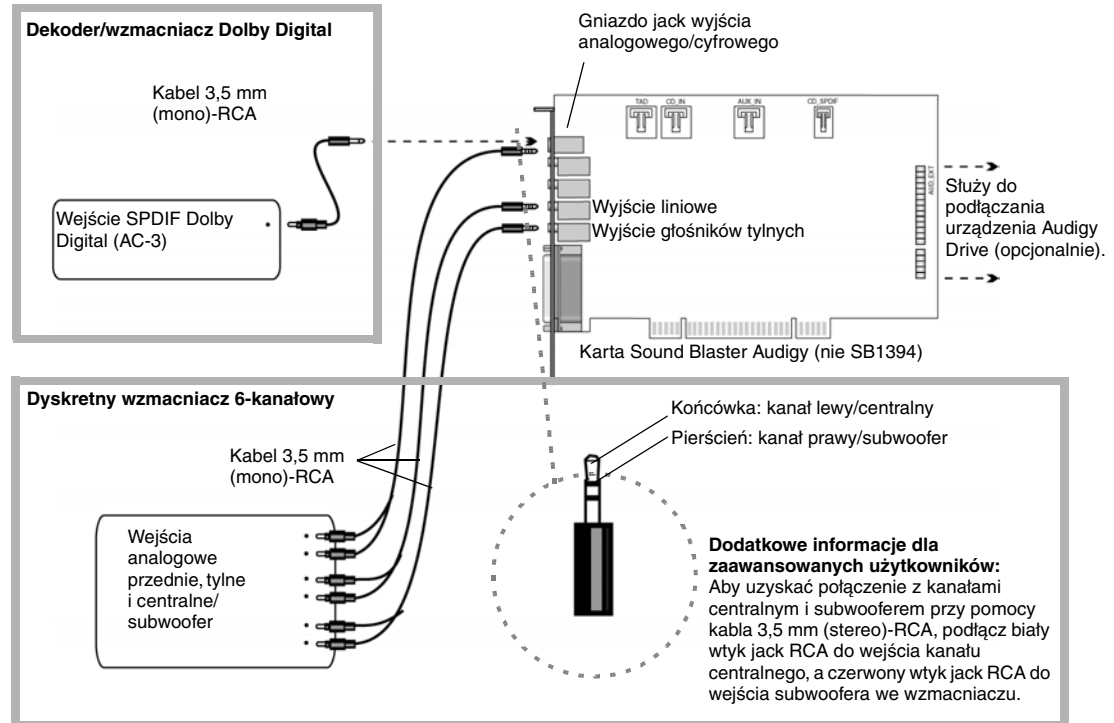 Dekoder/wzmacniacz Dolby Digital
Kabel 3,5 mm
(mono)-RCA
Wejście SPDIF Dolby
Digital (AC-3)
Gniazdo jack wyjścia
analogowego/cyfrowego
TAD
CD_IN
AUX_IN
CD_SPDIF
AUD_EXT
Wyjście liniowe
Wyjście głośników tylnych
Służy do
podłączania
urządzenia Audigy
Drive (opcjonalnie).
Karta Sound Blaster Audigy (nie SB1394)
Dyskretny wzmacniacz 6-kanałowy
Kabel 3,5 mm
(mono)-RCA
Wejścia
analogowe
przednie, tylne
i centralne/
subwoofer
Końcówka: kanał lewy/centralny
Pierścień: kanał prawy/subwoofer
Dodatkowe informacje dla
zaawansowanych użytkowników:
Aby uzyskać połączenie z kanałami
centralnym i subwooferem przy pomocy
kabla 3,5 mm (stereo)-RCA, podłącz biały
wtyk jack RCA do wejścia kanału
centralnego, a czerwony wtyk jack RCA do
wejścia subwoofera we wzmacniaczu.